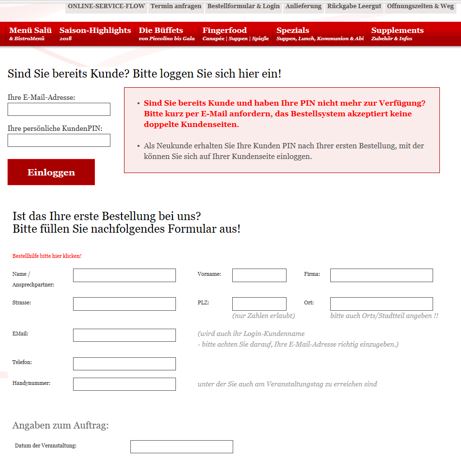 ONLINE-SERVICE-FLOW Termin anfragen Bestellformular & Login Anlieferung Rückgabe Leergut Öffnungszeiten & Weg
Menü Salü Saison-Highlights Die Büffets Fingerfood Spezials Supplements
& BistroMenü 2018 von Piccolino bis Gala Canapée | Suppen | Spieße Suppen, Lunch, Kommunion & Abi Zubehör & Infos
Sind Sie bereits Kunde? Bitte loggen Sie sich hier ein!
Ihre E-Mail-Adresse:
Ihre persönliche KundenPIN:
Einloggen
• Sind Sie bereits Kunde und haben Ihre PIN nicht mehr zur Verfügung?
Bitte kurz per E-Mail anfordern, das Bestellsystem akzeptiert keine
doppelte Kundenseiten.
• Als Neukunde erhalten Sie Ihre Kunden PIN nach Ihrer ersten Bestellung, mit der
können Sie sich auf Ihrer Kundenseite einloggen.
Ist das Ihre erste Bestellung bei uns?
Bitte füllen Sie nachfolgendes Formular aus!
Bestellhilfe bitte hier klicken!
Name / Vorname: Firma:
Ansprechpartner:
Strasse: PLZ: Ort:
(nur Zahlen erlaubt) bitte auch Orts/Stadtteil angeben !!
EMail: (wird auch ihr Login-Kundenname
- bitte achten Sie darauf, Ihre E-Mail-Adresse richtig einzugeben.)
Telefon:
Handynummer: unter der Sie auch am Veranstaltungstag zu erreichen sind
Angaben zum Auftrag:
Datum der Veranstaltung: